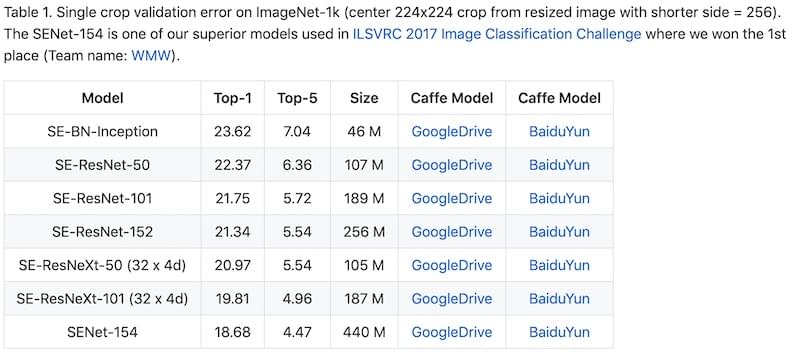 Table 1. Single crop validation error on ImageNet-1k (center 224x224 crop from resized image with shorter side = 256).
The SENet-154 is one of our superior models used in ILSVRC 2017 Image Classification Challenge where we won the 1st
place (Team name: WMW).
Model Top-1 Top-5 Size Caffe Model Caffe Model
SE-BN-Inception 23.62 7.04 46 M GoogleDrive BaiduYun
SE-ResNet-50 22.37 6.36 107 M GoogleDrive BaiduYun
SE-ResNet-101 21.75 5.72 189 M GoogleDrive BaiduYun
SE-ResNet-152 21.34 5.54 256 M GoogleDrive BaiduYun
SE-ResNeXt-50 (32 x 4d) 20.97 5.54 105 M GoogleDrive BaiduYun
SE-ResNeXt-101 (32 x 4d) 19.81 4.96 187 M GoogleDrive BaiduYun
SENet-154 18.68 4.47 440 M GoogleDrive BaiduYun